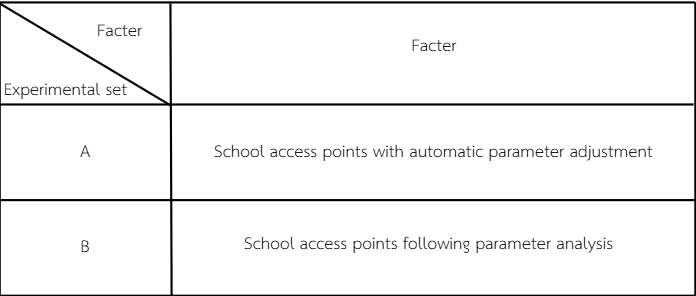 Facter
Facter
Experimental set
A
School access points with automatic parameter adjustment
B
School access points following parameter analysis